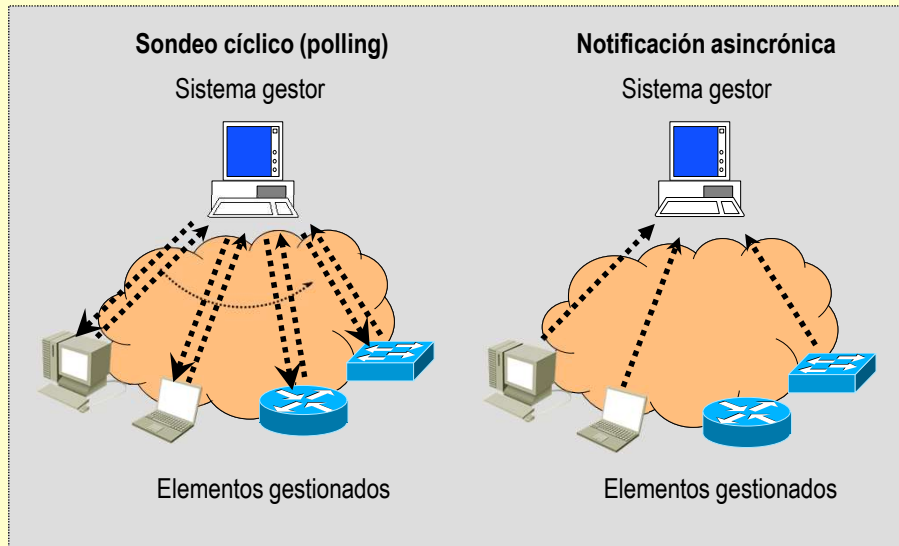 Sondeo cíclico (polling)
Sistema gestor
Elementos gestionados
Notificación asincrónica
Sistema gestor
Elementos gestionados